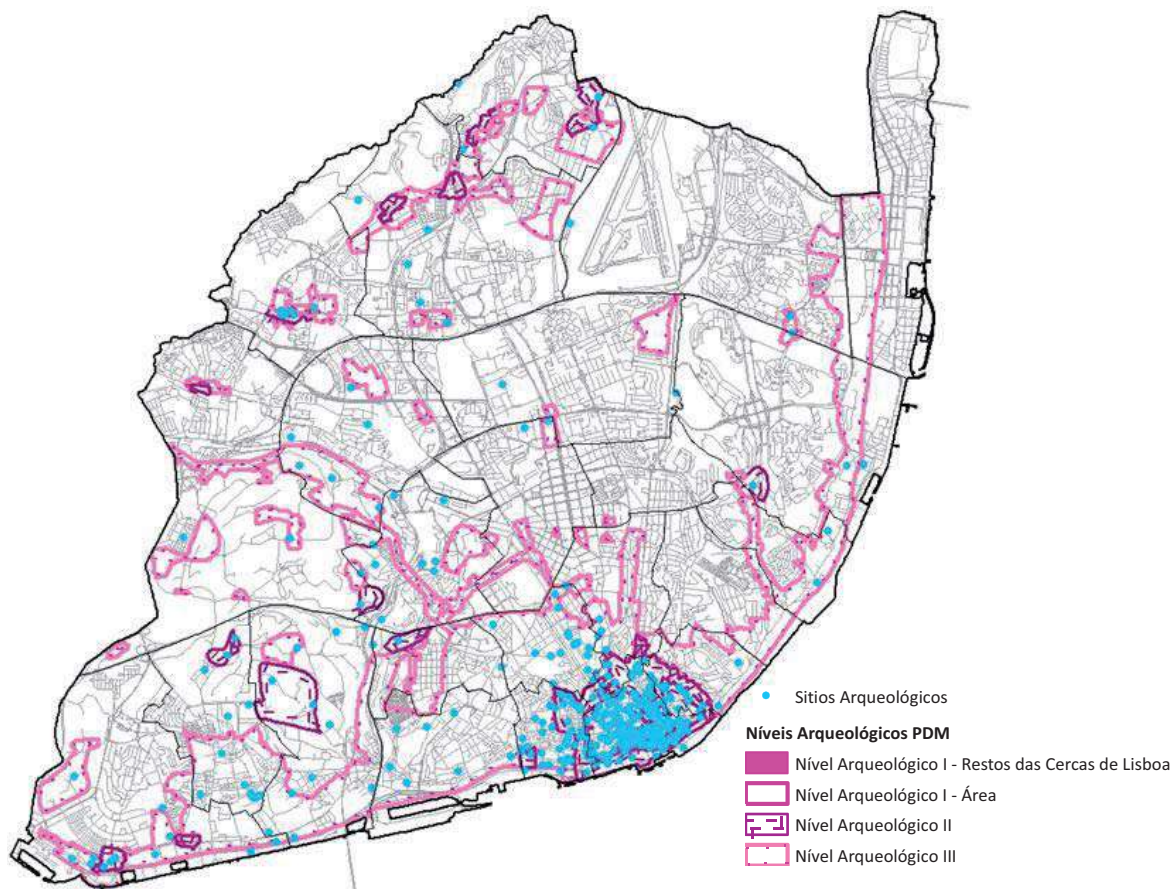 Sitios Arqueológicos
Níveis Arqueológicos PDM
Nível Arqueológico I - Restos das Cercas de Lisboa
Nível Arqueológico I - Área
Nível Arqueológico II
Nível Arqueológico III